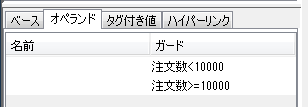 ベース オペランド タグ付き値 ハイパーリンク
名前 ガード
注文数<10000
注文数>=10000